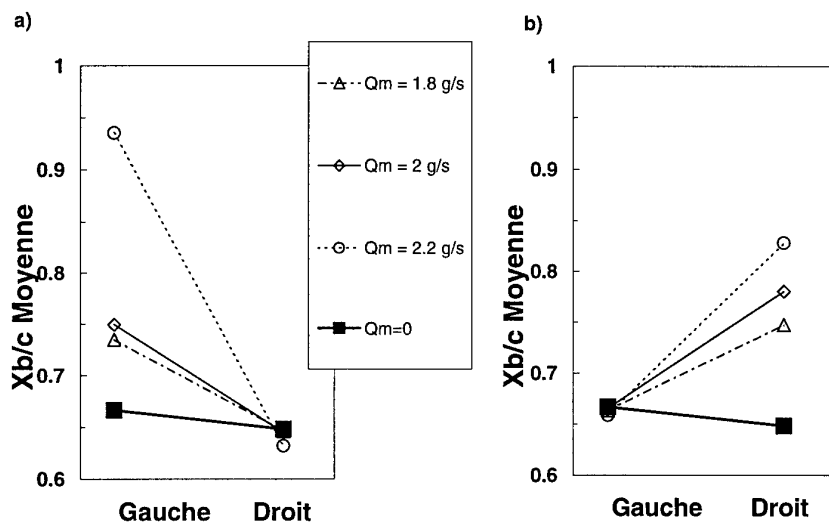 a)
Xb/c Moyenne
1
0.9
0.8
0.7
0.6
Gauche Droit
Qm = 1.8 g/s
Qm = 2 g/s
Qm = 2.2 g/s
Qm=0
b)
Xb/c Moyenne
1
0.9
0.8
0.7
0.6
Gauche Droit